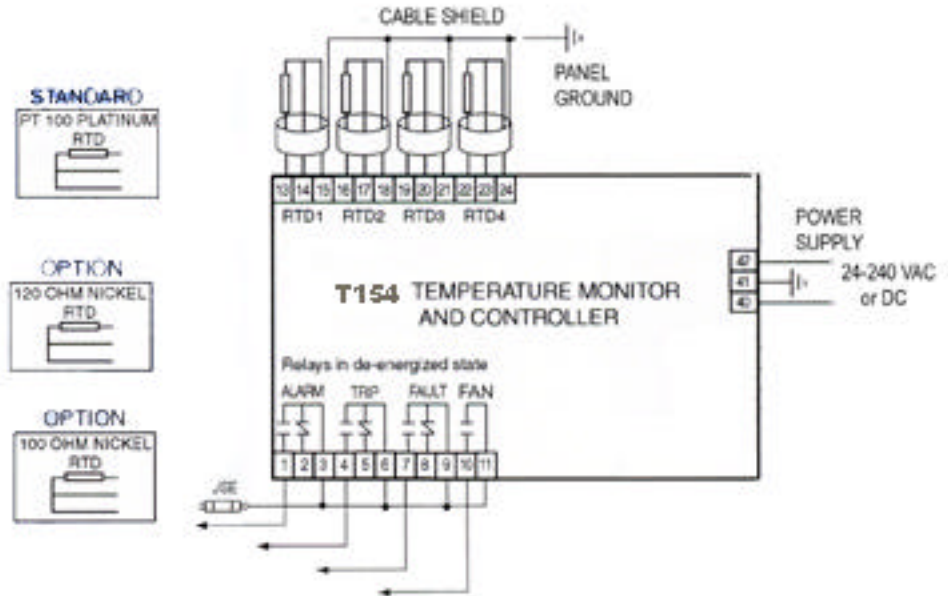 CABLE SHIELD
PANEL
GROUND
STANDARD
PT 100 PLATINUM
RTD
13 14 15 16 17 18 19 20 21 22 23 24
RTD1 RTD2 RTD3 RTD4
POWER
SUPPLY
24-240 VAC
or DC
42
41
40
OPTION
120 OHM NICKEL
RTD
T154 TEMPERATURE MONITOR
AND CONTROLLER
Relays in de-energized state
ALARM TRIP FAULT FAN
OPTION
100 OHM NICKEL
RTD
1 2 3 4 5 6 7 8 9 10 11